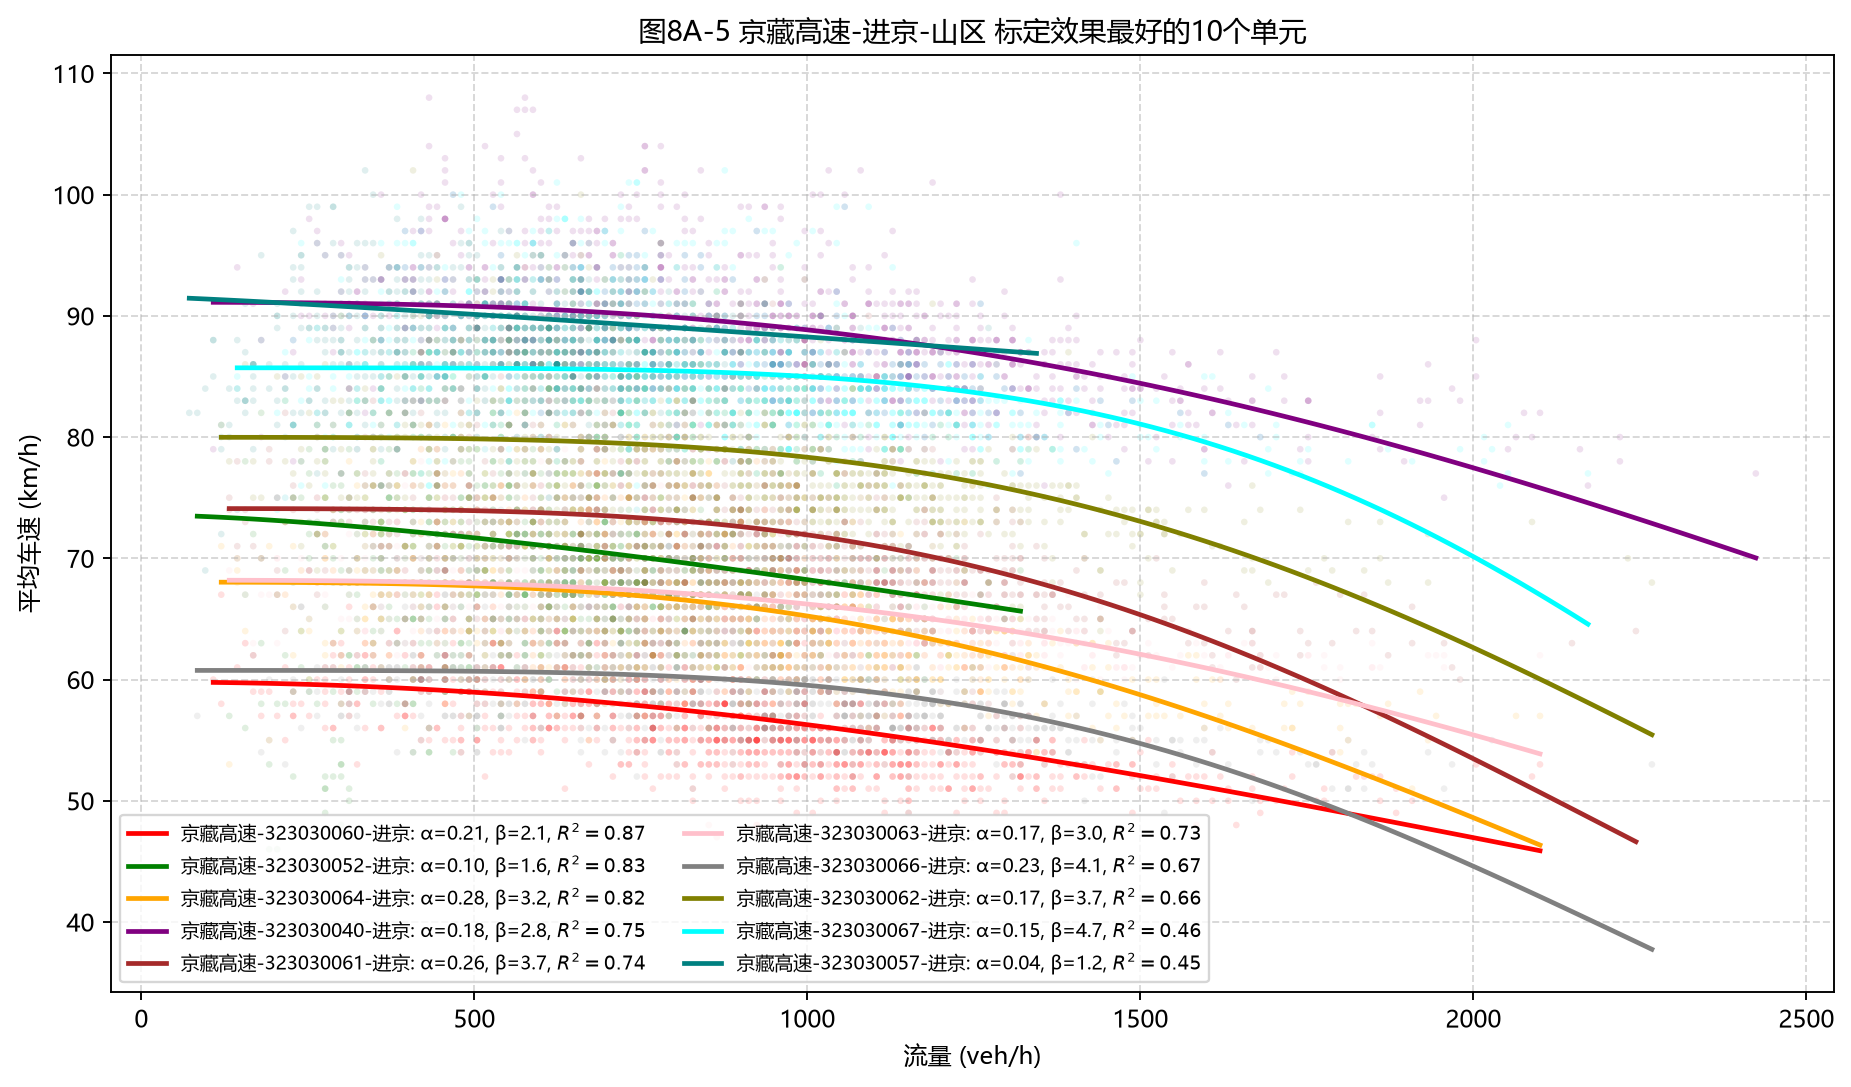 图8A-5 京藏高速-进京-山区 标定效果最好的10个单元
平均车速 (km/h)
110
100
90
80
70
60
50
40
京藏高速-323030060-进京: α=0.21, β=2.1, R² = 0.87
京藏高速-323030052-进京: α=0.10, β=1.6, R² = 0.83
京藏高速-323030064-进京: α=0.28, β=3.2, R² = 0.82
京藏高速-323030040-进京: α=0.18, β=2.8, R² = 0.75
京藏高速-323030061-进京: α=0.26, β=3.7, R² = 0.74
京藏高速-323030063-进京: α=0.17, β=3.0, R² = 0.73
京藏高速-323030066-进京: α=0.23, β=4.1, R² = 0.67
京藏高速-323030062-进京: α=0.17, β=3.7, R² = 0.66
京藏高速-323030067-进京: α=0.15, β=4.7, R² = 0.46
京藏高速-323030057-进京: α=0.04, β=1.2, R² = 0.45
0 500 1000 1500 2000 2500
流量 (veh/h)